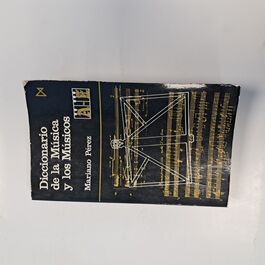 Diccionario
de la Música
y los Músicos
Mariano Pérez